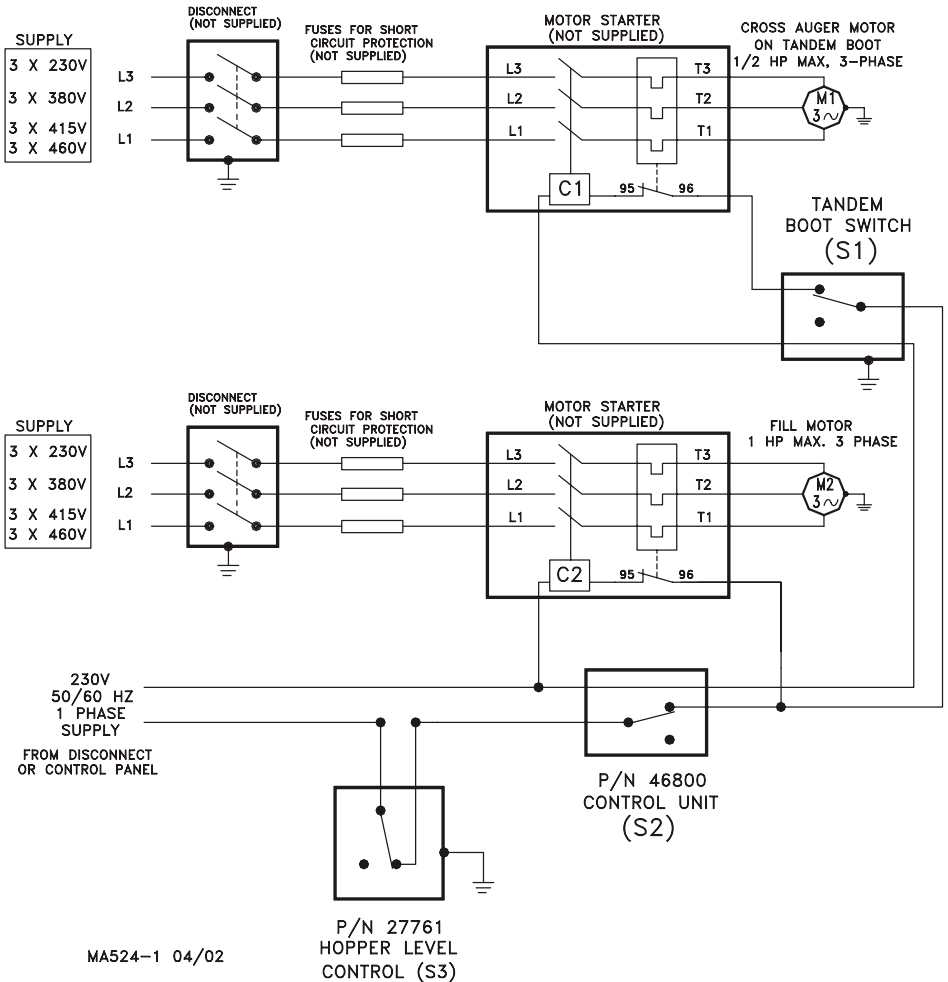 DISCONNECT
(NOT SUPPLIED)
FUSES FOR SHORT
CIRCUIT PROTECTION
(NOT SUPPLIED)
MOTOR STARTER
(NOT SUPPLIED)
CROSS AUGER MOTOR
ON TANDEM BOOT
1/2 HP MAX, 3-PHASE
SUPPLY
3 X 230V
3 X 380V
3 X 415V
3 X 460V
L3
L2
L1
L3
L2
L1
T3
T2
T1
M1
3~
C1
95
96
TANDEM
BOOT SWITCH
(S1)
DISCONNECT
(NOT SUPPLIED)
FUSES FOR SHORT
CIRCUIT PROTECTION
(NOT SUPPLIED)
MOTOR STARTER
(NOT SUPPLIED)
FILL MOTOR
1 HP MAX. 3 PHASE
SUPPLY
3 X 230V
3 X 380V
3 X 415V
3 X 460V
L3
L2
L1
L3
L2
L1
T3
T2
T1
M2
3~
C2
95
96
230V
50/60 HZ
1 PHASE
SUPPLY
FROM DISCONNECT
OR CONTROL PANEL
P/N 46800
CONTROL UNIT
(S2)
P/N 27761
HOPPER LEVEL
CONTROL (S3)
MA524-1 04/02